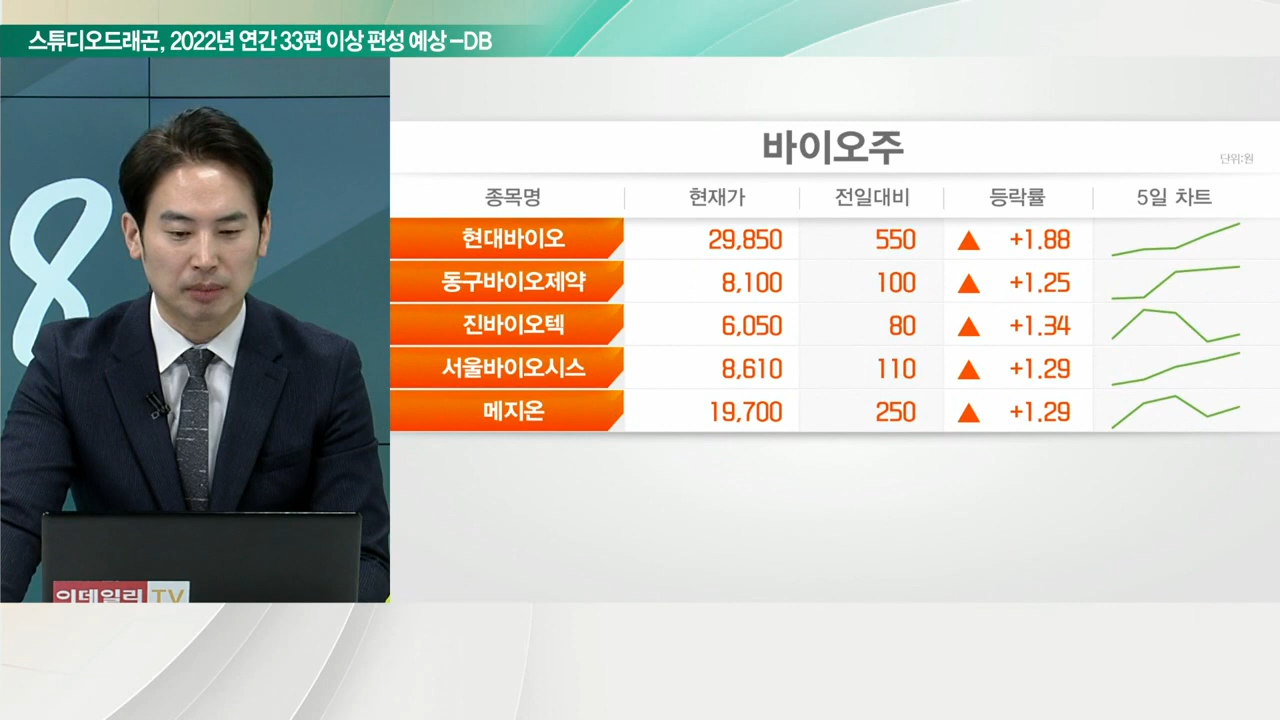 스튜디오드래곤, 2022년 연간 33편 이상 편성 예상 –DB
8
바이오주
단위:원
종목명 현재가 전일대비 등락률 5일 차트
현대바이오 29,850 550 ▲ +1.88
동구바이오제약 8,100 100 ▲ +1.25
진바이오텍 6,050 80 ▲ +1.34
서울바이오시스 8,610 110 ▲ +1.29
메지온 19,700 250 ▲ +1.29
이데일리 TV